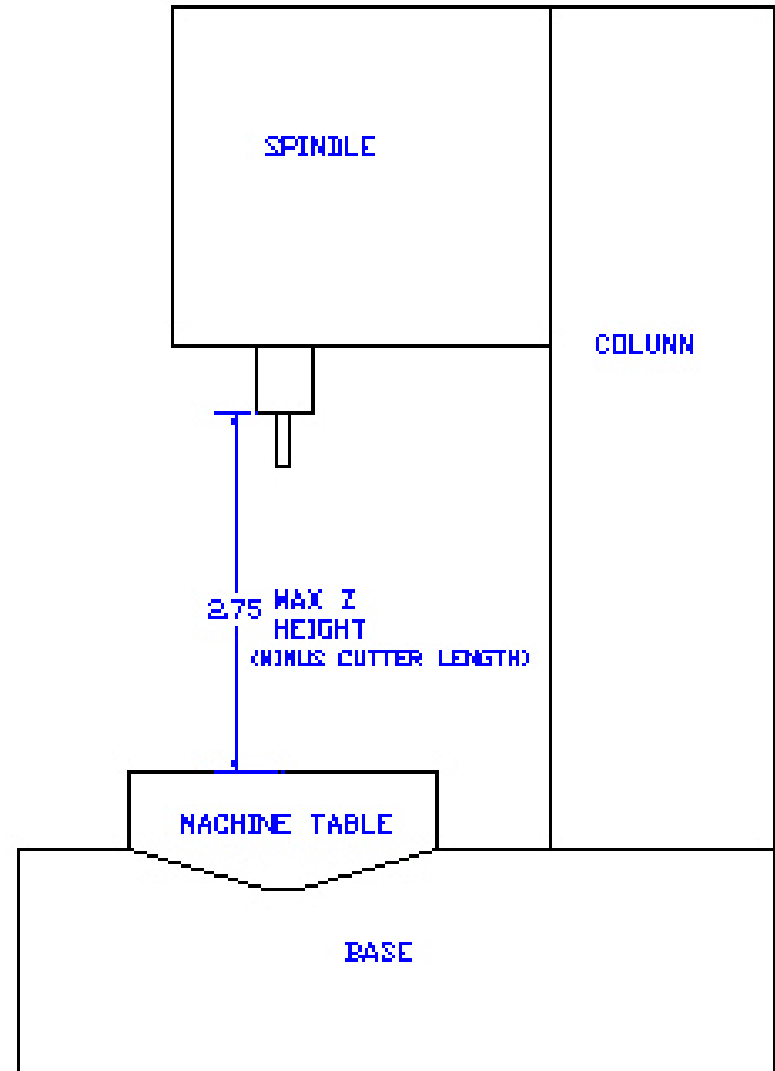 SPINDLE
COLUMN
2.75 MAX Z
HEIGHT
(MINUS CUTTER LENGTH)
MACHINE TABLE
BASE